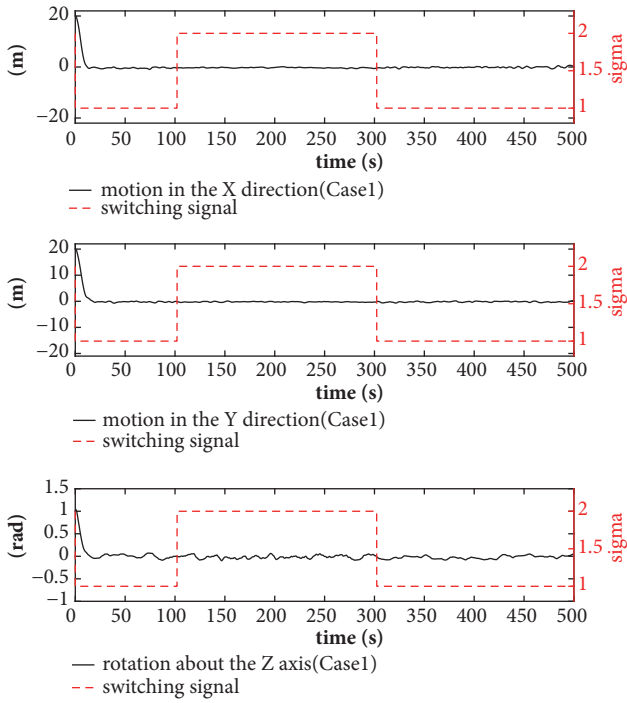 20
0
−20
(m)
2
1.5
1
sigma
0 50 100 150 200 250 300 350 400 450 500
time (s)
motion in the X direction(Case1)
switching signal
20
10
0
−10
−20
(m)
2
1.5
1
sigma
0 50 100 150 200 250 300 350 400 450 500
time (s)
motion in the Y direction(Case1)
switching signal
1.5
1
0.5
0
−0.5
−1
(rad)
2
1.5
1
sigma
0 50 100 150 200 250 300 350 400 450 500
time (s)
rotation about the Z axis(Case1)
switching signal